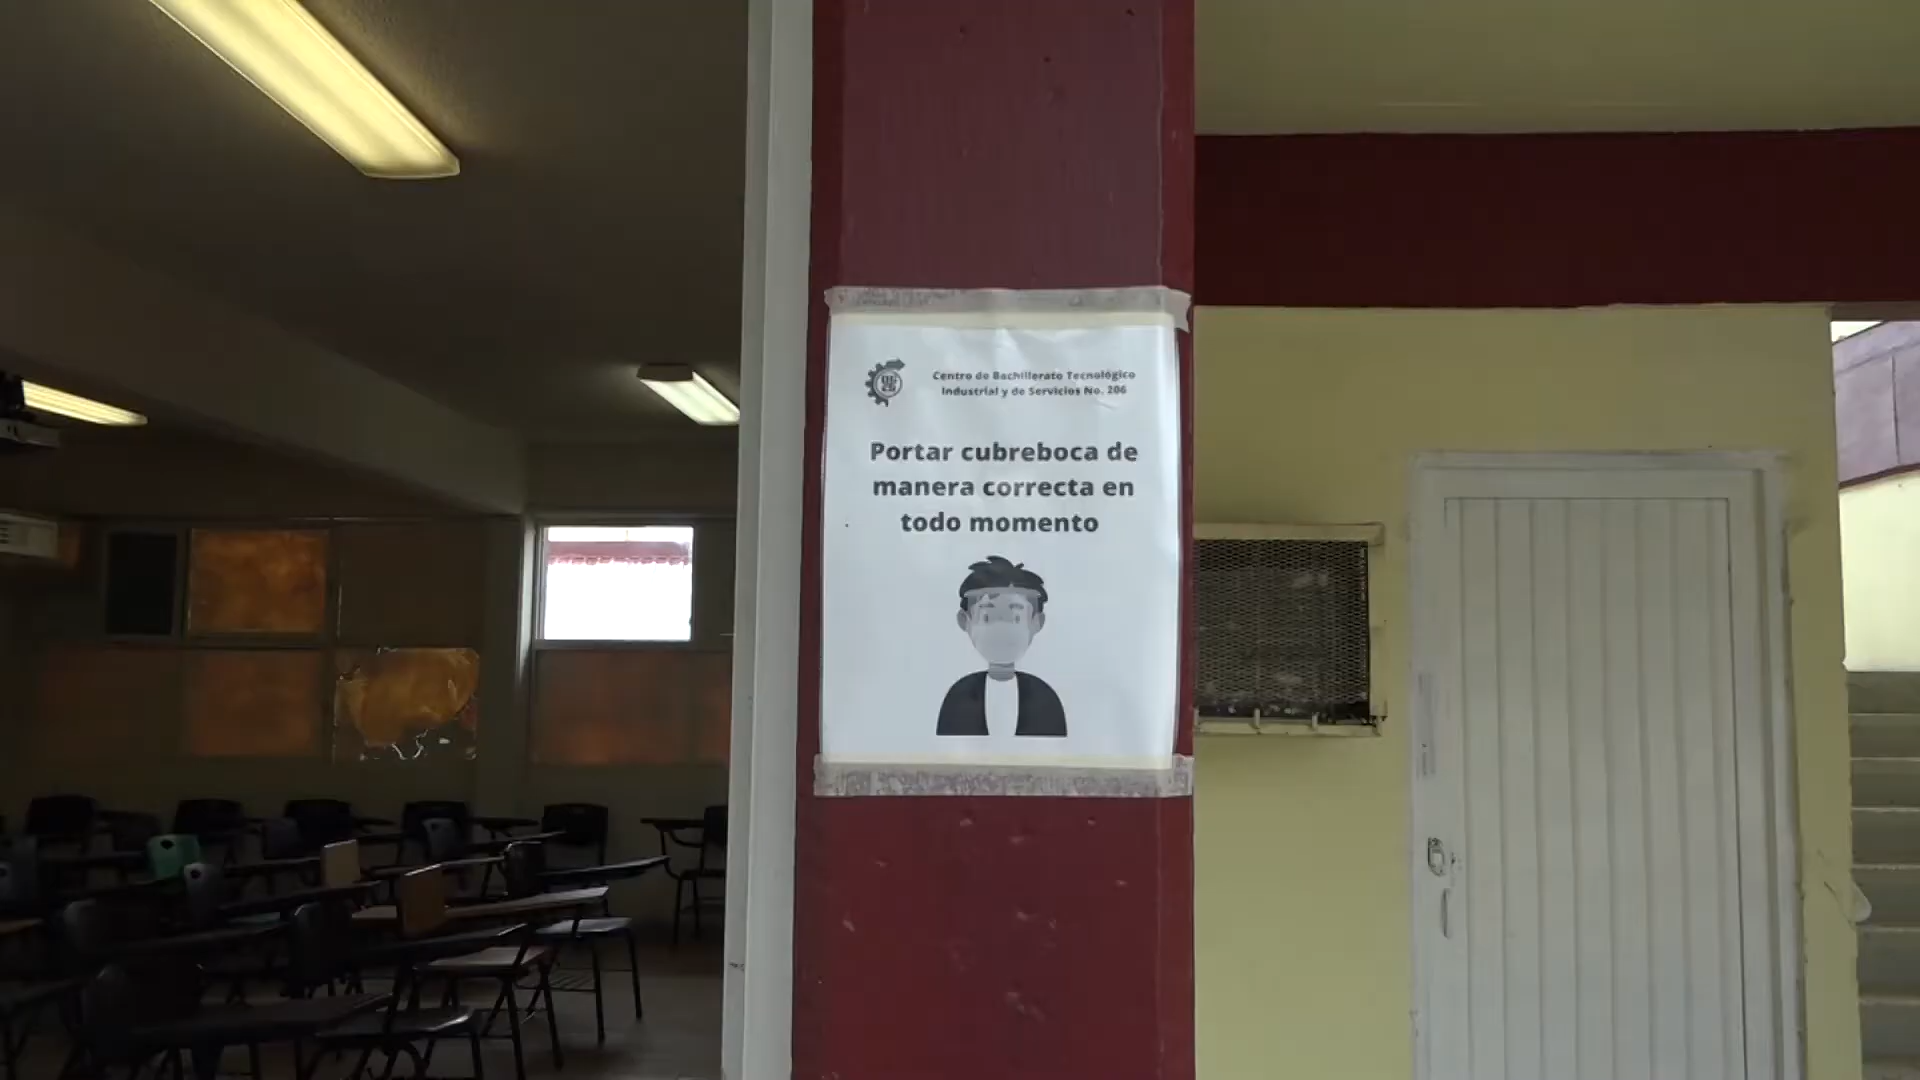 Centro de Bachillerato Tecnológico
Industrial y de Servicios No. 206
Portar cubreboca de
manera correcta en
todo momento